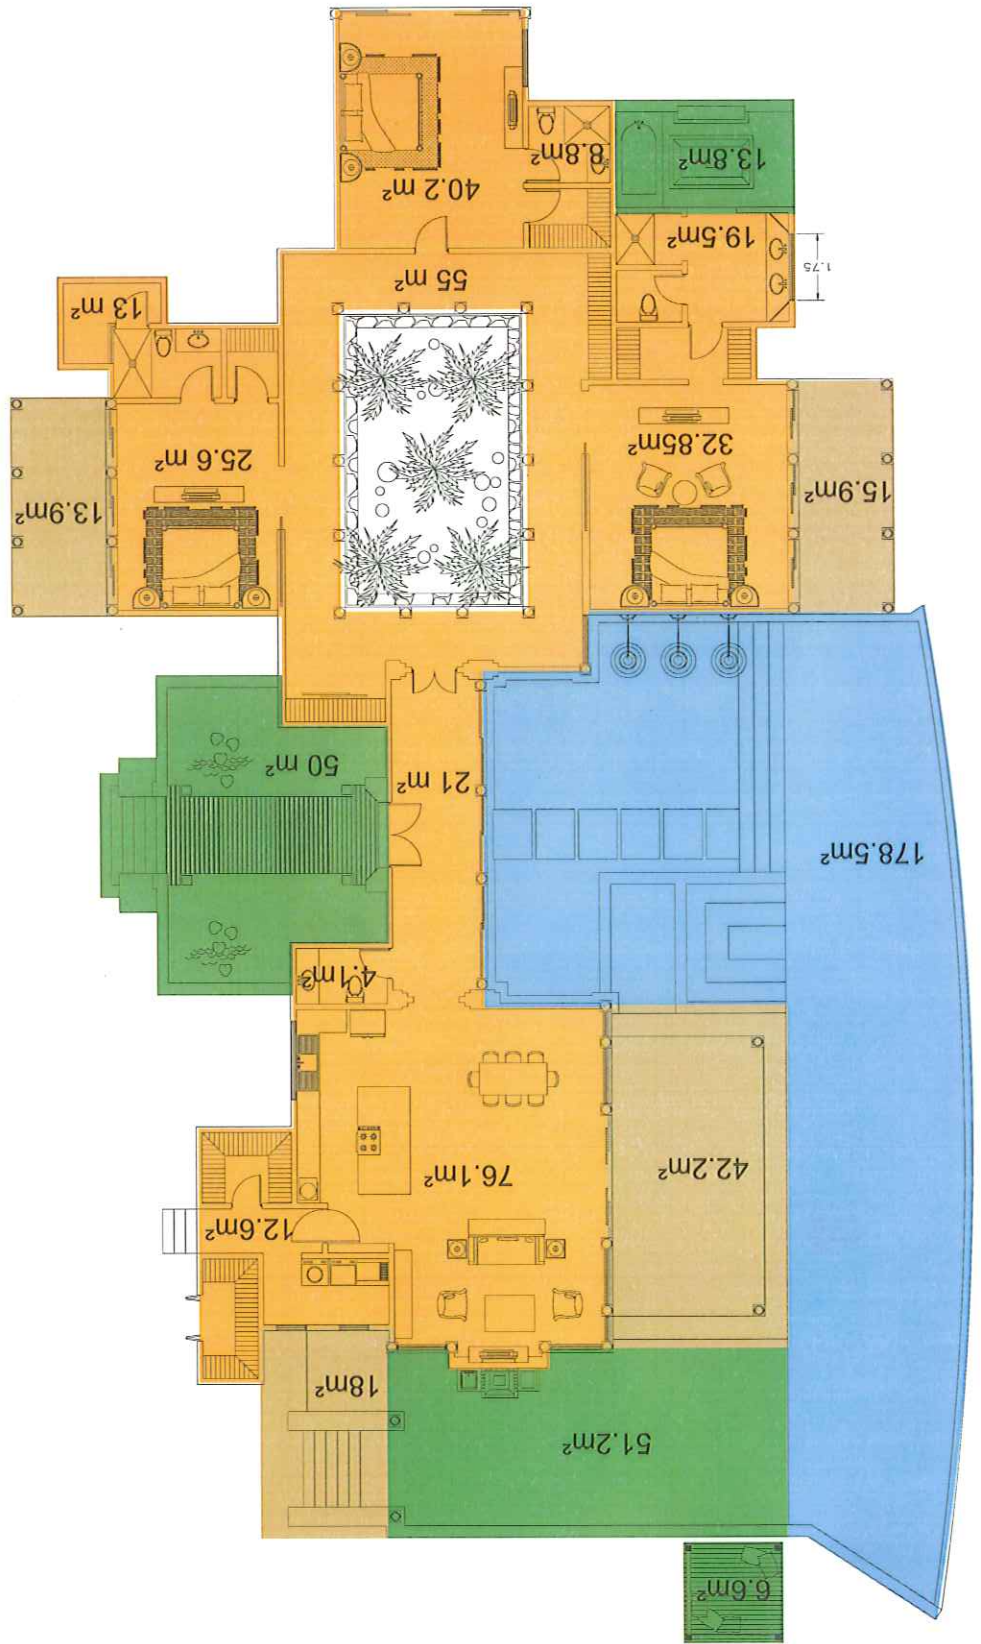 6.6m²
51.2m²
18m²
12.6m²
42.2m²
76.1m²
4.1m²
178.5m²
21 m²
50 m²
13.9m²
15.9m²
25.6 m²
32.85m²
13 m²
55 m²
1.75
19.5m²
40.2 m²
13.8m²
8.8m²